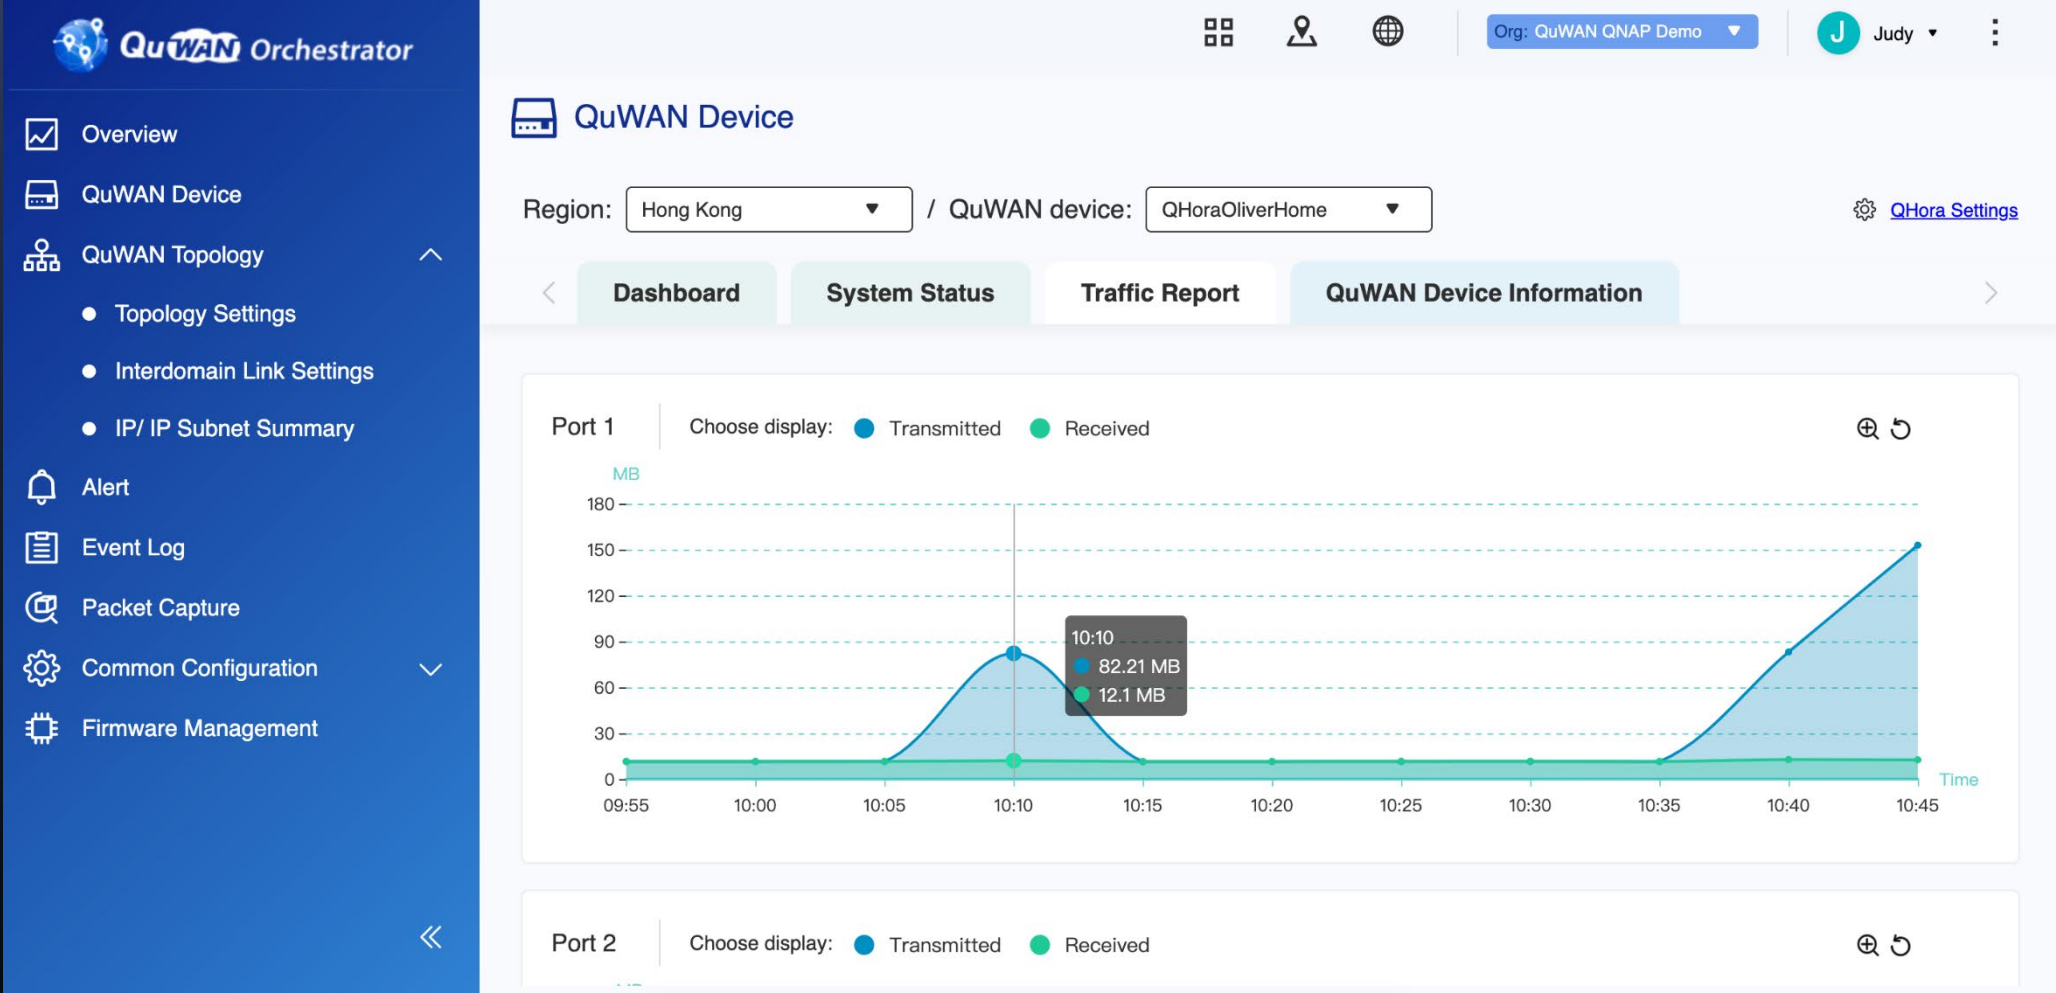 QuWAN Orchestrator
Org: QuWAN QNAP Demo
J
Judy
Overview
QuWAN Device
QuWAN Topology
Topology Settings
Interdomain Link Settings
IP/ IP Subnet Summary
Alert
Event Log
Packet Capture
Common Configuration
Firmware Management
QuWAN Device
Region: Hong Kong / QuWAN device: QHoraOliverHome
QHora Settings
Dashboard System Status Traffic Report QuWAN Device Information
Port 1 Choose display: Transmitted Received
MB
180
150
120
90
60
30
0
10:10
82.21 MB
12.1 MB
Time
09:55 10:00 10:05 10:10 10:15 10:20 10:25 10:30 10:35 10:40 10:45
Port 2 Choose display: Transmitted Received